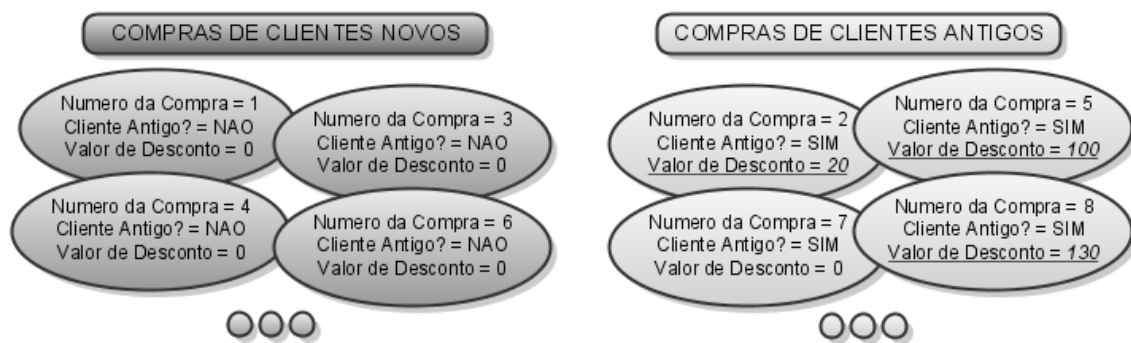 COMPRAS DE CLIENTES NOVOS
Numero da Compra = 1
Cliente Antigo? = NAO
Valor de Desconto = 0
Numero da Compra = 3
Cliente Antigo? = NAO
Valor de Desconto = 0
Numero da Compra = 4
Cliente Antigo? = NAO
Valor de Desconto = 0
Numero da Compra = 6
Cliente Antigo? = NAO
Valor de Desconto = 0
COMPRAS DE CLIENTES ANTIGOS
Numero da Compra = 2
Cliente Antigo? = SIM
Valor de Desconto = 20
Numero da Compra = 5
Cliente Antigo? = SIM
Valor de Desconto = 100
Numero da Compra = 7
Cliente Antigo? = SIM
Valor de Desconto = 0
Numero da Compra = 8
Cliente Antigo? = SIM
Valor de Desconto = 130